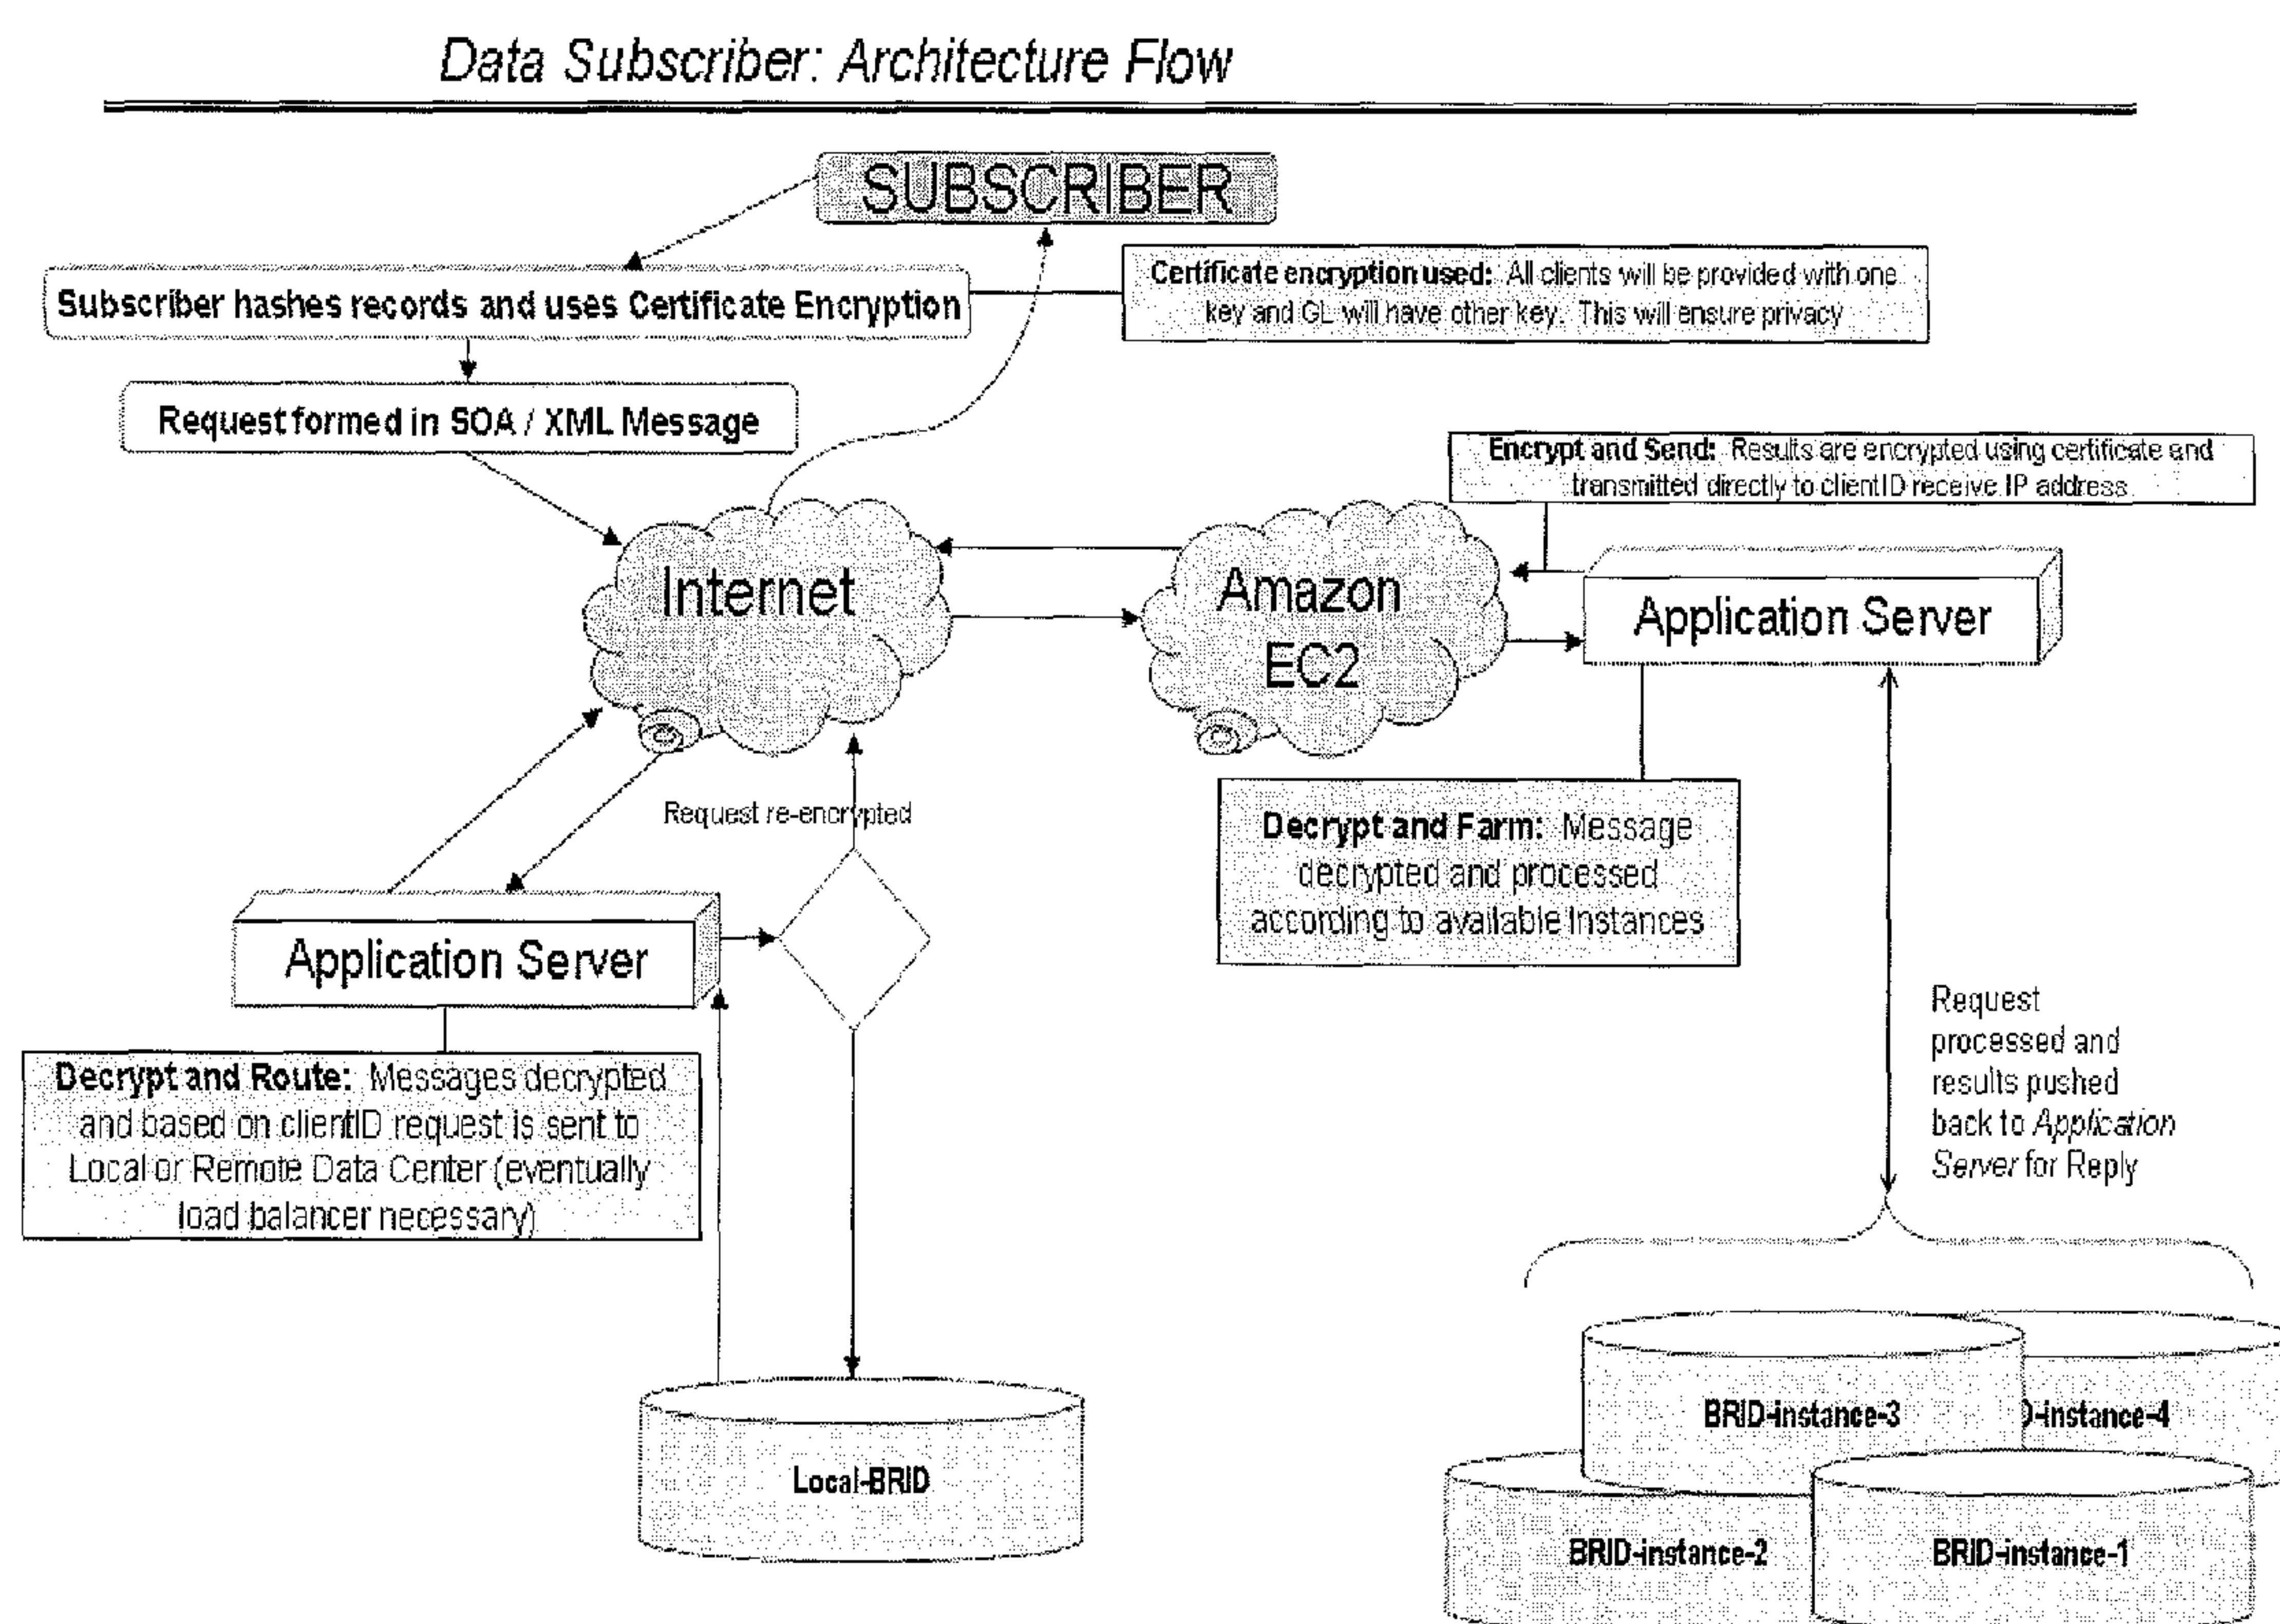 Data Subscriber: Architecture Flow
SUBSCRIBER
Subscriber hashes records and uses Certificate Encryption
Certificate encryption used: All clients will be provided with one
key and GL will have other key. This will ensure privacy
Request formed in SOA / XML Message
Encrypt and Send: Results are encrypted using certificate and
transmitted directly to clientID receive IP address
Internet
Amazon
EC2
Application Server
Request re-encrypted
Decrypt and Farm: Message
decrypted and processed
according to available Instances
Application Server
Decrypt and Route: Messages decrypted
and based on clientID request is sent to
Local or Remote Data Center (eventually
load balancer necessary)
Request
processed and
results pushed
back to Application
Server for Reply
Local-BRID
BRID-instance-3
D-instance-4
BRID-instance-2
BRID-instance-1